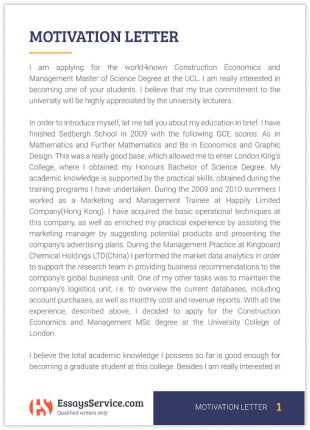 MOTIVATION LETTER
I am applying for the world-known Construction Economics and
Management Master of Science Degree at the UCL. I am really interested in
becoming one of your students. I believe that my true commitment to the
university will be highly appreciated by the university lecturers.
In order to introduce myself, let me tell you about my education in brief. I have
finished Sedbergh School in 2009 with the following GCE scores: As in
Mathematics and Further Mathematics and Bs in Economics and Graphic
Design. This was a really good base, which allowed me to enter London King's
College, where I obtained my Honours Bachelor of Science Degree. My
academic knowledge is supported by the practical skills, obtained during the
training programs I have undertaken. During the 2009 and 2010 summers I
worked as a Marketing and Management Trainee at Happily Limited
Company(Hong Kong). I have acquired the basic operational techniques at
this company, as well as enriched my practical experience by assisting the
marketing manager by suggesting potential products and presenting the
company's advertising plans. During the Management Practice at Kingboard
Chemical Holdings LTD(China) I performed the market data analytics in order
to support the research team in providing business recommendations to the
company's global business unit. One of my other tasks was to maintain the
company's logistics unit, i.e. to overview the current databases, including
account purchases, as well as monthly cost and revenue reports. With all the
experience, described above, I decided to apply for the Construction
Economics and Management MSc degree at the University College of
London.
I believe the total academic knowledge I possess so far is good enough for
becoming a graduate student at this college. Besides I am really interested in
ES EssaysService.com
Qualified writers only
MOTIVATION LETTER 1